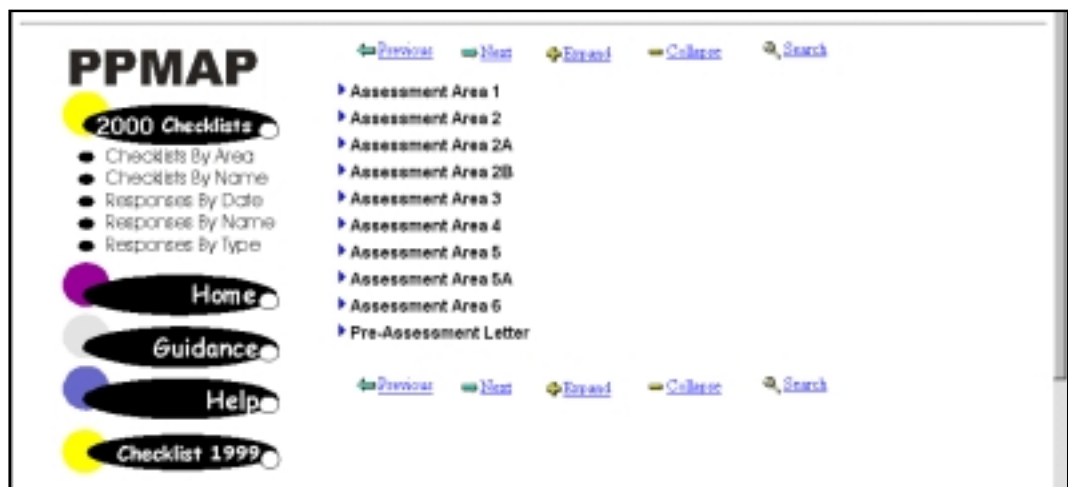 PPMAP
2000 Checklists
Checklists By Area
Checklists By Name
Responses By Date
Responses By Name
Responses By Type
Home
Guidance
Help
Checklist 1999
Previous Next Expand Collapse Search
Assessment Area 1
Assessment Area 2
Assessment Area 2A
Assessment Area 2B
Assessment Area 3
Assessment Area 4
Assessment Area 5
Assessment Area 5A
Assessment Area 6
Pre-Assessment Letter
Previous Next Expand Collapse Search